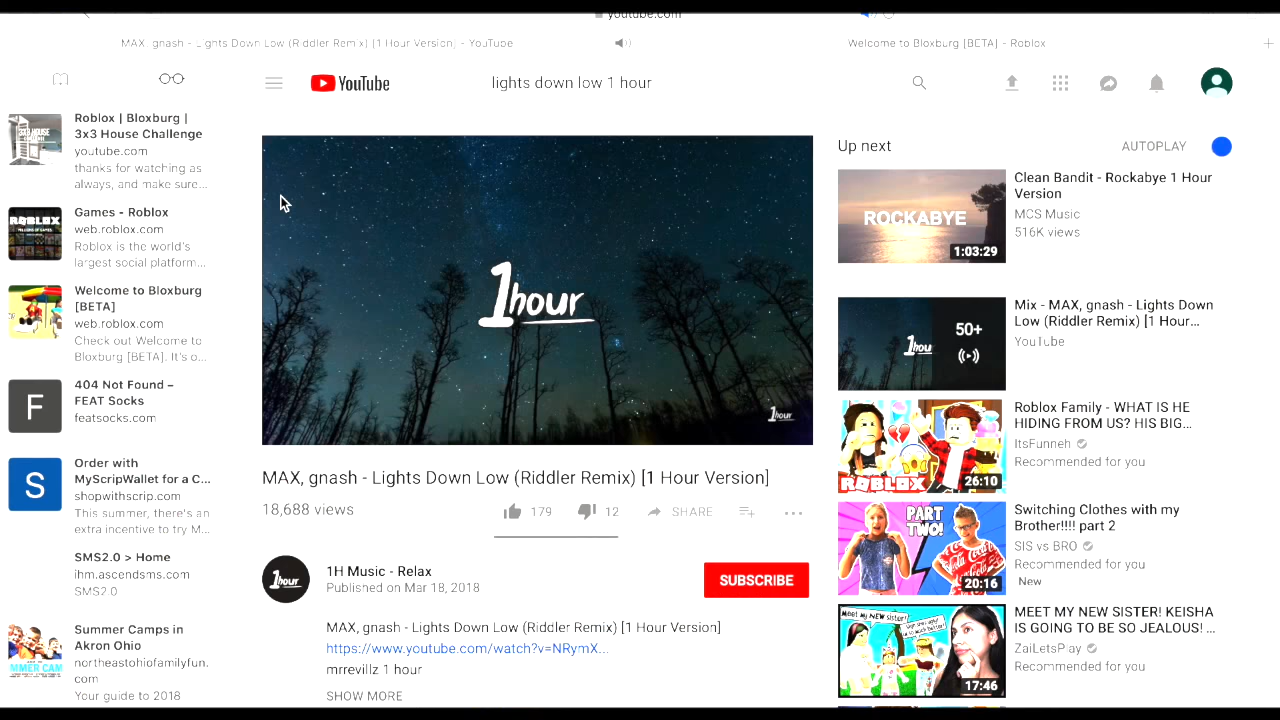 youtube.com
MAX, gnash - Lights Down Low (Riddler Remix) [1 Hour Version] - YouTube
Welcome to Bloxburg [BETA] - Roblox
YouTube
lights down low 1 hour
Roblox | Bloxburg |
3x3 House Challenge
youtube.com
thanks for watching as
always, and make sure...
Games - Roblox
web.roblox.com
Roblox is the world's
largest social platform...
Welcome to Bloxburg
[BETA]
web.roblox.com
Check out Welcome to
Bloxburg [BETA]. It's o...
F
404 Not Found –
FEAT Socks
featsocks.com
S
Order with
MyScripWallet for a C...
shopwithscrip.com
This summer, there's an
extra incentive to try M...
SMS2.0 > Home
ihm.ascendsms.com
SMS2.0
Summer Camps in
Akron Ohio
northeastohiofamilyfun.
com
Your guide to 2018
1hour
1hour
MAX, gnash - Lights Down Low (Riddler Remix) [1 Hour Version]
18,688 views
179
12
SHARE
1hour
1H Music - Relax
Published on Mar 18, 2018
SUBSCRIBE
MAX, gnash - Lights Down Low (Riddler Remix) [1 Hour Version]
https://www.youtube.com/watch?v=NRymX...
mrrevillz 1 hour
SHOW MORE
Up next
AUTOPLAY
ROCKABYE
1:03:29
Clean Bandit - Rockabye 1 Hour
Version
MCS Music
516K views
1hou
50+
Mix - MAX, gnash - Lights Down
Low (Riddler Remix) [1 Hour...
YouTube
ROBLOX
26:10
Roblox Family - WHAT IS HE
HIDING FROM US? HIS BIG...
ItsFunneh
Recommended for you
PART
TWO!
20:16
Switching Clothes with my
Brother!!!! part 2
SIS vs BRO
Recommended for you
New
Meet my NEW sister!
17:46
MEET MY NEW SISTER! KEISHA
IS GOING TO BE SO JEALOUS! ...
ZaiLetsPlay
Recommended for you